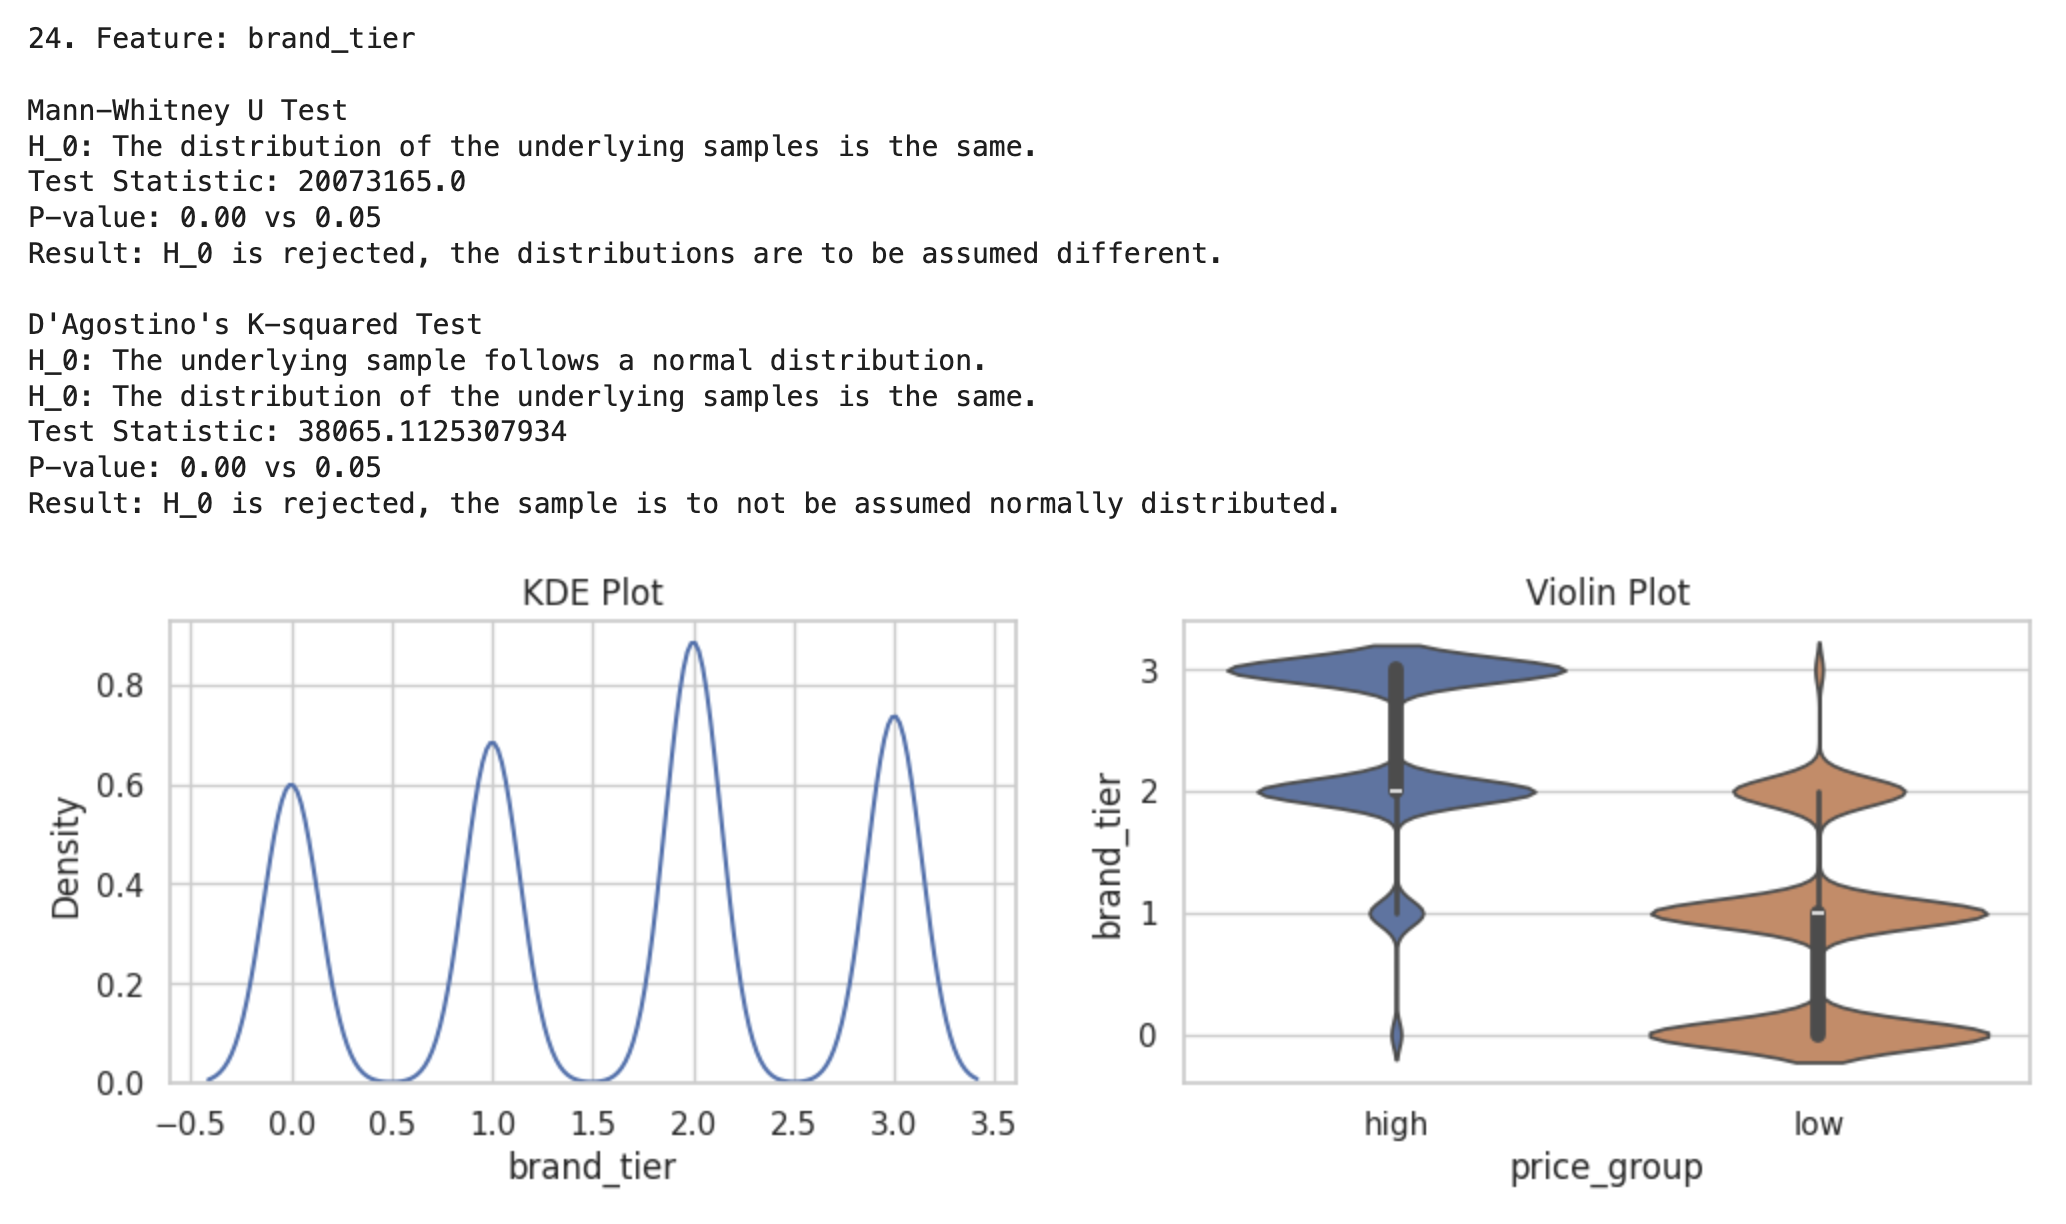 24. Feature: brand_tier
Mann-Whitney U Test
H_0: The distribution of the underlying samples is the same.
Test Statistic: 20073165.0
P-value: 0.00 vs 0.05
Result: H_0 is rejected, the distributions are to be assumed different.
D'Agostino's K-squared Test
H_0: The underlying sample follows a normal distribution.
H_0: The distribution of the underlying samples is the same.
Test Statistic: 38065.1125307934
P-value: 0.00 vs 0.05
Result: H_0 is rejected, the sample is to not be assumed normally distributed.
KDE Plot
0.8
0.6
0.4
0.2
0.0
Density
−0.5 0.0 0.5 1.0 1.5 2.0 2.5 3.0 3.5
brand_tier
Violin Plot
3
2
1
0
brand_tier
high low
price_group